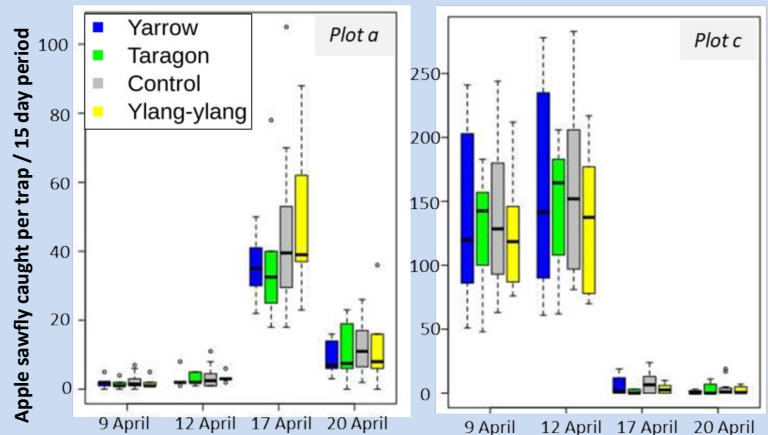 Apple sawfly caught per trap / 15 day period
Yarrow
Taragon
Control
Ylang-ylang
Plot a
100
80
60
40
20
0
9 April 12 April 17 April 20 April
Plot c
250
200
150
100
50
0
9 April 12 April 17 April 20 April